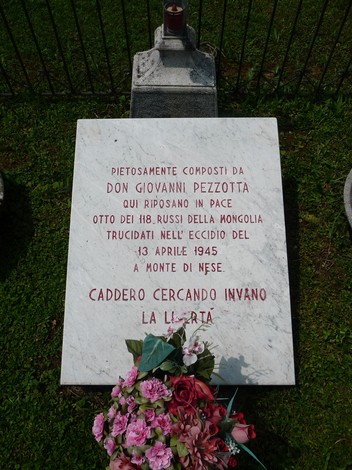 PIETOSAMENTE COMPOSTI DA
DON GIOVANNI PEZZOTTA
QUI RIPOSANO IN PACE
OTTO DEI 118 RUSSI DELLA MONGOLIA
TRUCIDATI NELL'ECCIDIO DEL
13 APRILE 1945
A MONTE DI NESE.
CADDERO CERCANDO INVANO
LA LIBERTÀ